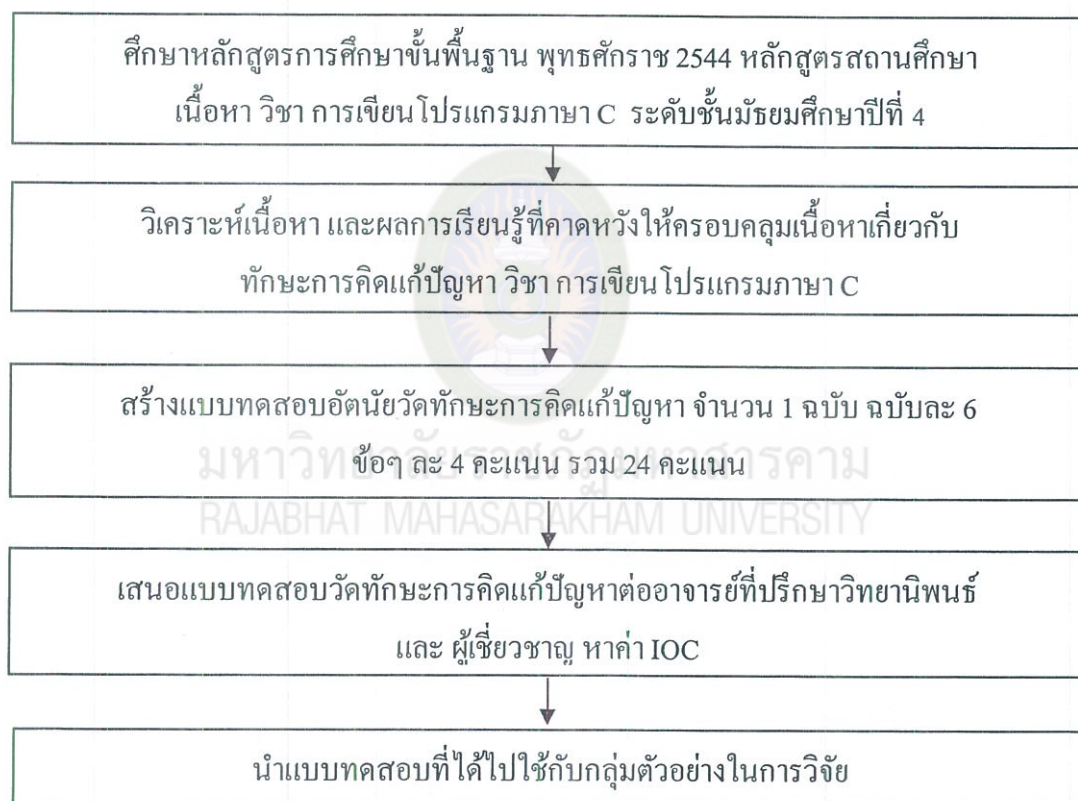 ศึกษาหลักสูตรการศึกษาขั้นพื้นฐาน พุทธศักราช 2544 หลักสูตรสถานศึกษา
เนื้อหา วิชา การเขียนโปรแกรมภาษา C ระดับชั้นมัธยมศึกษาปีที่ 4
วิเคราะห์เนื้อหา และผลการเรียนรู้ที่คาดหวังให้ครอบคลุมเนื้อหาเกี่ยวกับ
ทักษะการคิดแก้ปัญหา วิชา การเขียนโปรแกรมภาษา C
สร้างแบบทดสอบอัตนัยวัดทักษะการคิดแก้ปัญหา จำนวน 1 ฉบับ ฉบับละ 6
ข้อๆ ละ 4 คะแนน รวม 24 คะแนน
มหาวิทยาลัยราชภัฏมหาสารคาม
RAJABHAT MAHASARAKHAM UNIVERSITY
เสนอแบบทดสอบวัดทักษะการคิดแก้ปัญหาต่ออาจารย์ที่ปรึกษาวิทยานิพนธ์
และ ผู้เชี่ยวชาญ หาค่า IOC
นำแบบทดสอบที่ได้ไปใช้กับกลุ่มตัวอย่างในการวิจัย